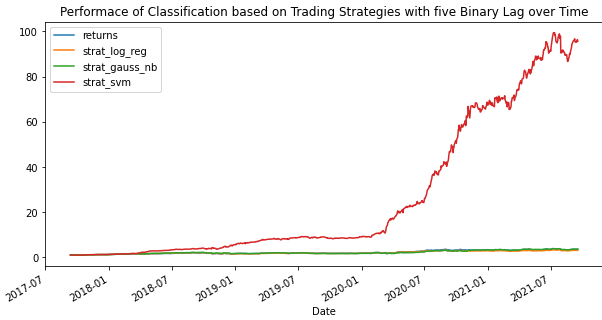 Performace of Classification based on Trading Strategies with five Binary Lag over Time
returns
strat_log_reg
strat_gauss_nb
strat_svm
100
80
60
40
20
0
2017-07
2018-01
2018-07
2019-01
2019-07
2020-01
2020-07
2021-01
2021-07
Date